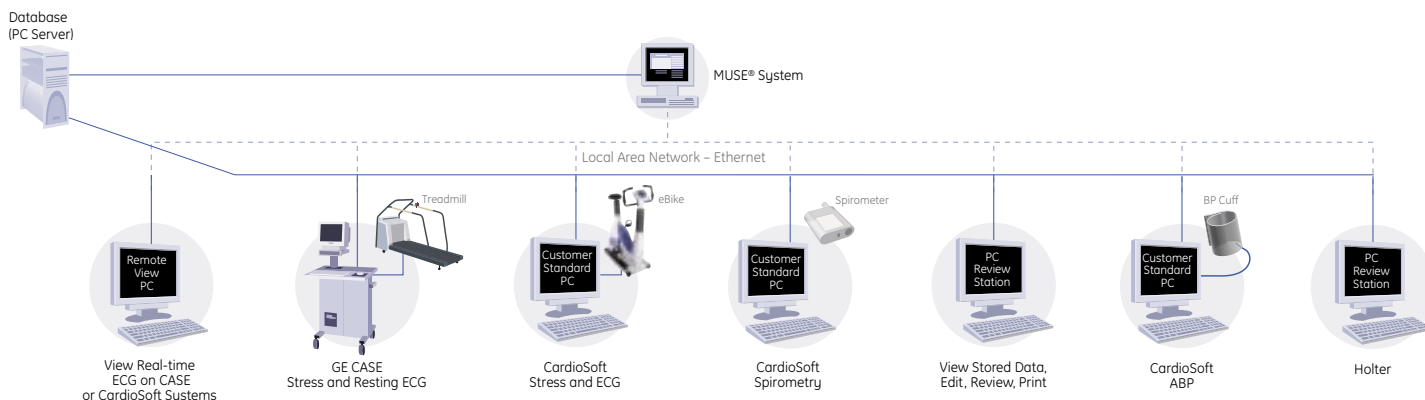 Database
(PC Server)
MUSE® System
Local Area Network – Ethernet
Treadmill
eBike
Spirometer
BP Cuff
Remote
View
PC
Customer
Standard
PC
Customer
Standard
PC
PC
Review
Station
Customer
Standard
PC
PC
Review
Station
View Real-time
ECG on CASE
or CardioSoft Systems
GE CASE
Stress and Resting ECG
CardioSoft
Stress and ECG
CardioSoft
Spirometry
View Stored Data,
Edit, Review, Print
CardioSoft
ABP
Holter